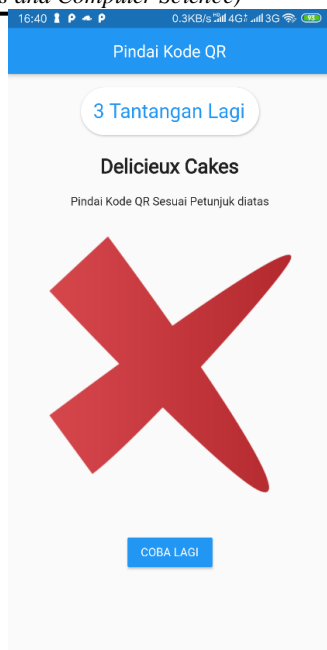 s and Computer Science)
16:40 0.3KB/s 4G 3G 93
Pindai Kode QR
3 Tantangan Lagi
Delicieux Cakes
Pindai Kode QR Sesuai Petunjuk diatas
COBA LAGI